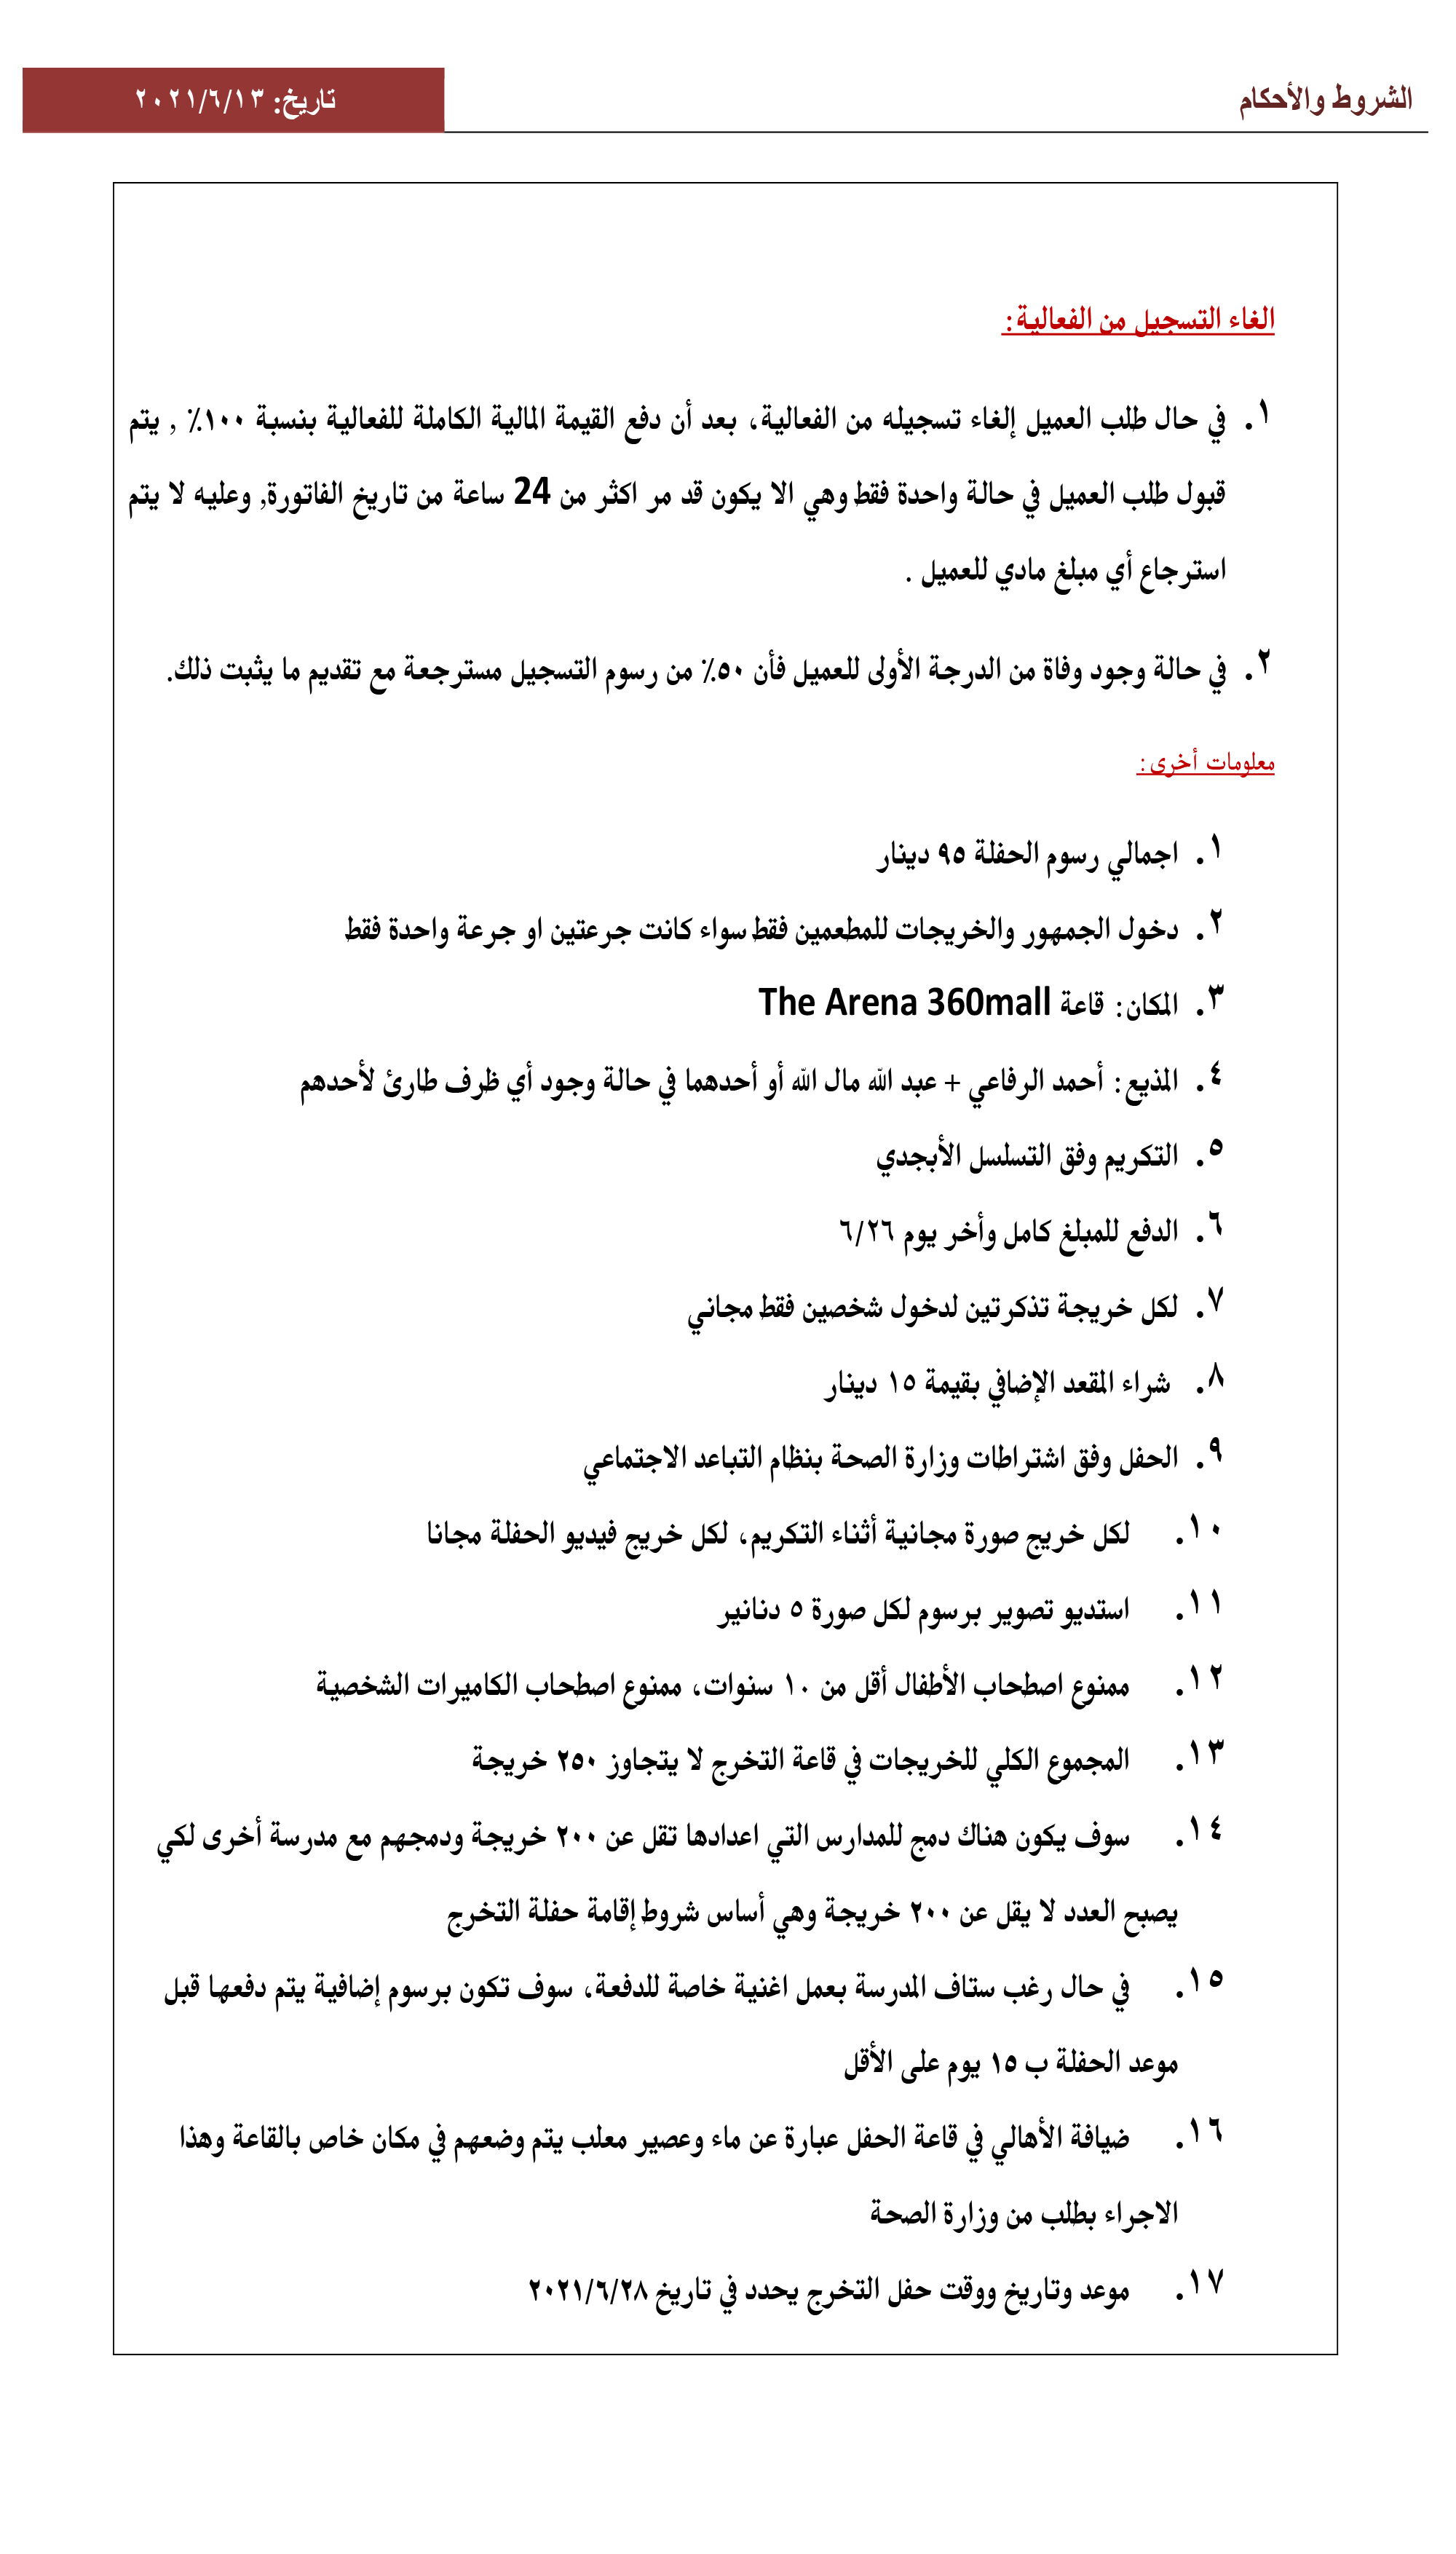 الشروط والأحكام
تاريخ: ٢٠٢١/٦/١٣
الغاء التسجيل من الفعالية:
١. في حال طلب العميل إلغاء تسجيله من الفعالية، بعد أن دفع القيمة المالية الكاملة للفعالية بنسبة ١٠٠٪ , يتم
قبول طلب العميل في حالة واحدة فقط وهي الا يكون قد مر اكثر من 24 ساعة من تاريخ الفاتورة, وعليه لا يتم
استرجاع أي مبلغ مادي للعميل .
٢. في حالة وجود وفاة من الدرجة الأولى للعميل فأن ٥٠٪ من رسوم التسجيل مسترجعة مع تقديم ما يثبت ذلك.
معلومات أخرى:
١. اجمالي رسوم الحفلة ٩٥ دينار
٢. دخول الجمهور والخريجات للمطعمين فقط سواء كانت جرعتين او جرعة واحدة فقط
٣. المكان: قاعة The Arena 360mall
٤. المذيع: أحمد الرفاعي + عبد الله مال الله أو أحدهما في حالة وجود أي ظرف طارئ لأحدهم
٥. التكريم وفق التسلسل الأبجدي
٦. الدفع للمبلغ كامل وأخر يوم ٦/٢٦
٧. لكل خريجة تذكرتين لدخول شخصين فقط مجاني
٨. شراء المقعد الإضافي بقيمة ١٥ دينار
٩. الحفل وفق اشتراطات وزارة الصحة بنظام التباعد الاجتماعي
١٠. لكل خريج صورة مجانية أثناء التكريم، لكل خريج فيديو الحفلة مجانا
١١. استديو تصوير برسوم لكل صورة ٥ دنانير
١٢. ممنوع اصطحاب الأطفال أقل من ١٠ سنوات، ممنوع اصطحاب الكاميرات الشخصية
١٣. المجموع الكلي للخريجات في قاعة التخرج لا يتجاوز ٢٥٠ خريجة
١٤. سوف يكون هناك دمج للمدارس التي اعدادها تقل عن ٢٠٠ خريجة ودمجهم مع مدرسة أخرى لكي
يصبح العدد لا يقل عن ٢٠٠ خريجة وهي أساس شروط إقامة حفلة التخرج
١٥. في حال رغب ستاف المدرسة بعمل اغنية خاصة للدفعة، سوف تكون برسوم إضافية يتم دفعها قبل
موعد الحفلة ب ١٥ يوم على الأقل
١٦. ضيافة الأهالي في قاعة الحفل عبارة عن ماء وعصير معلب يتم وضعهم في مكان خاص بالقاعة وهذا
الاجراء بطلب من وزارة الصحة
١٧. موعد وتاريخ ووقت حفل التخرج يحدد في تاريخ ٢٠٢١/٦/٢٨